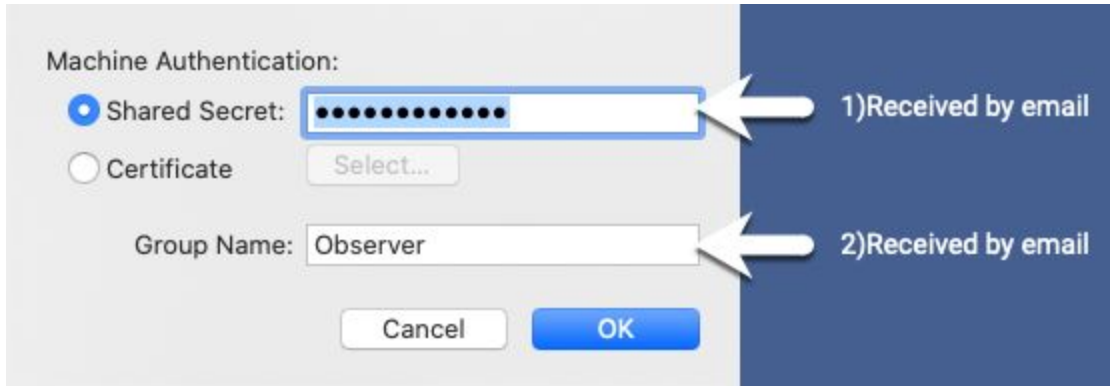 Machine Authentication:
Shared Secret: •••••••••••• 1)Received by email
Certificate Select...
Group Name: Observer 2)Received by email
Cancel OK